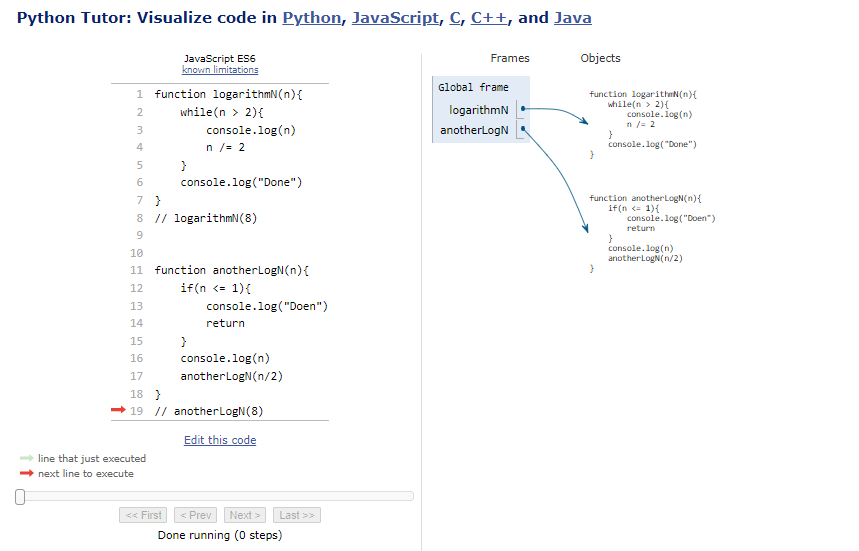 Python Tutor: Visualize code in Python, JavaScript, C, C++, and Java
JavaScript ES6
known limitations
1 function logarithmN(n){
2 while(n > 2){
3 console.log(n)
4 n /= 2
5 }
6 console.log("Done")
7 }
8 // logarithmN(8)
9
10
11 function anotherLogN(n){
12 if(n <= 1){
13 console.log("Doen")
14 return
15 }
16 console.log(n)
17 anotherLogN(n/2)
18 }
19 // anotherLogN(8)
Edit this code
line that just executed
next line to execute
<< First < Prev Next > Last >>
Done running (0 steps)
Frames Objects
Global frame
logarithmN
anotherLogN
function logarithmN(n){
while(n > 2){
console.log(n)
n /= 2
}
console.log("Done")
}
function anotherLogN(n){
if(n <= 1){
console.log("Doen")
return
}
console.log(n)
anotherLogN(n/2)
}